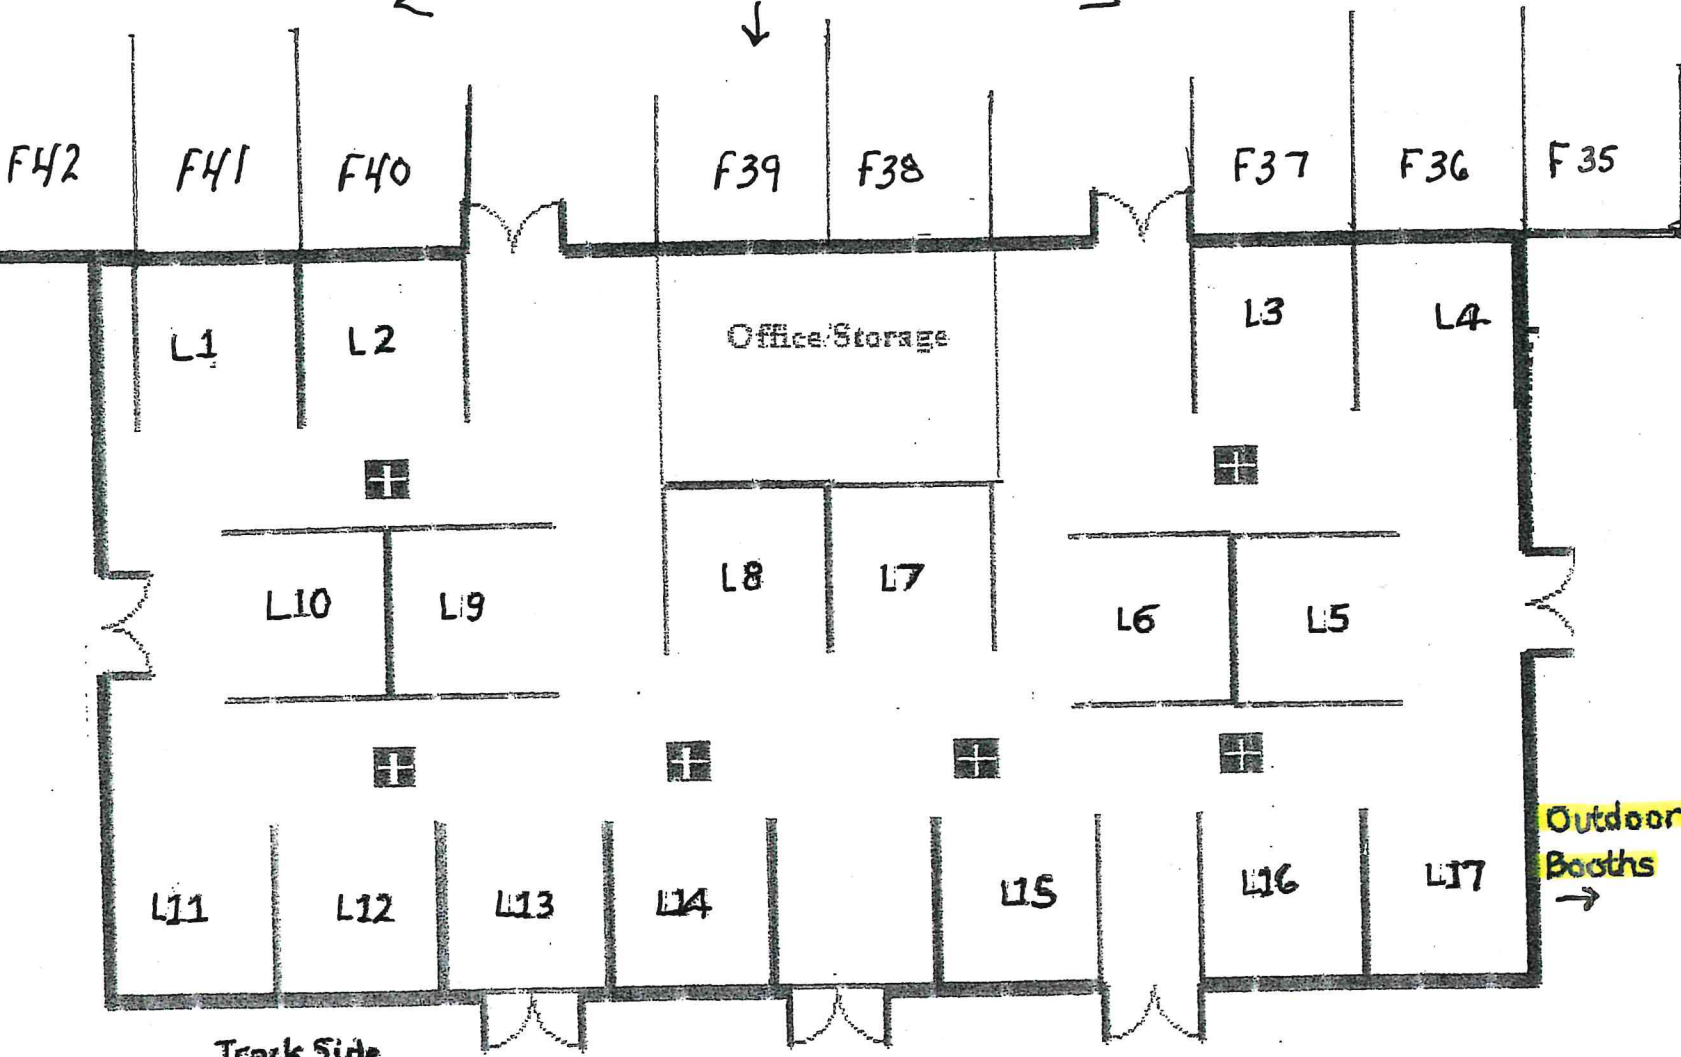 F42 F41 F40 F39 F38 F37 F36 F35
L1 L2 Office/Storage L3 L4
L10 L9 L8 L7 L6 L5
Outdoor
Booths
→
L11 L12 L13 L14 L15 L16 L17
Track Side